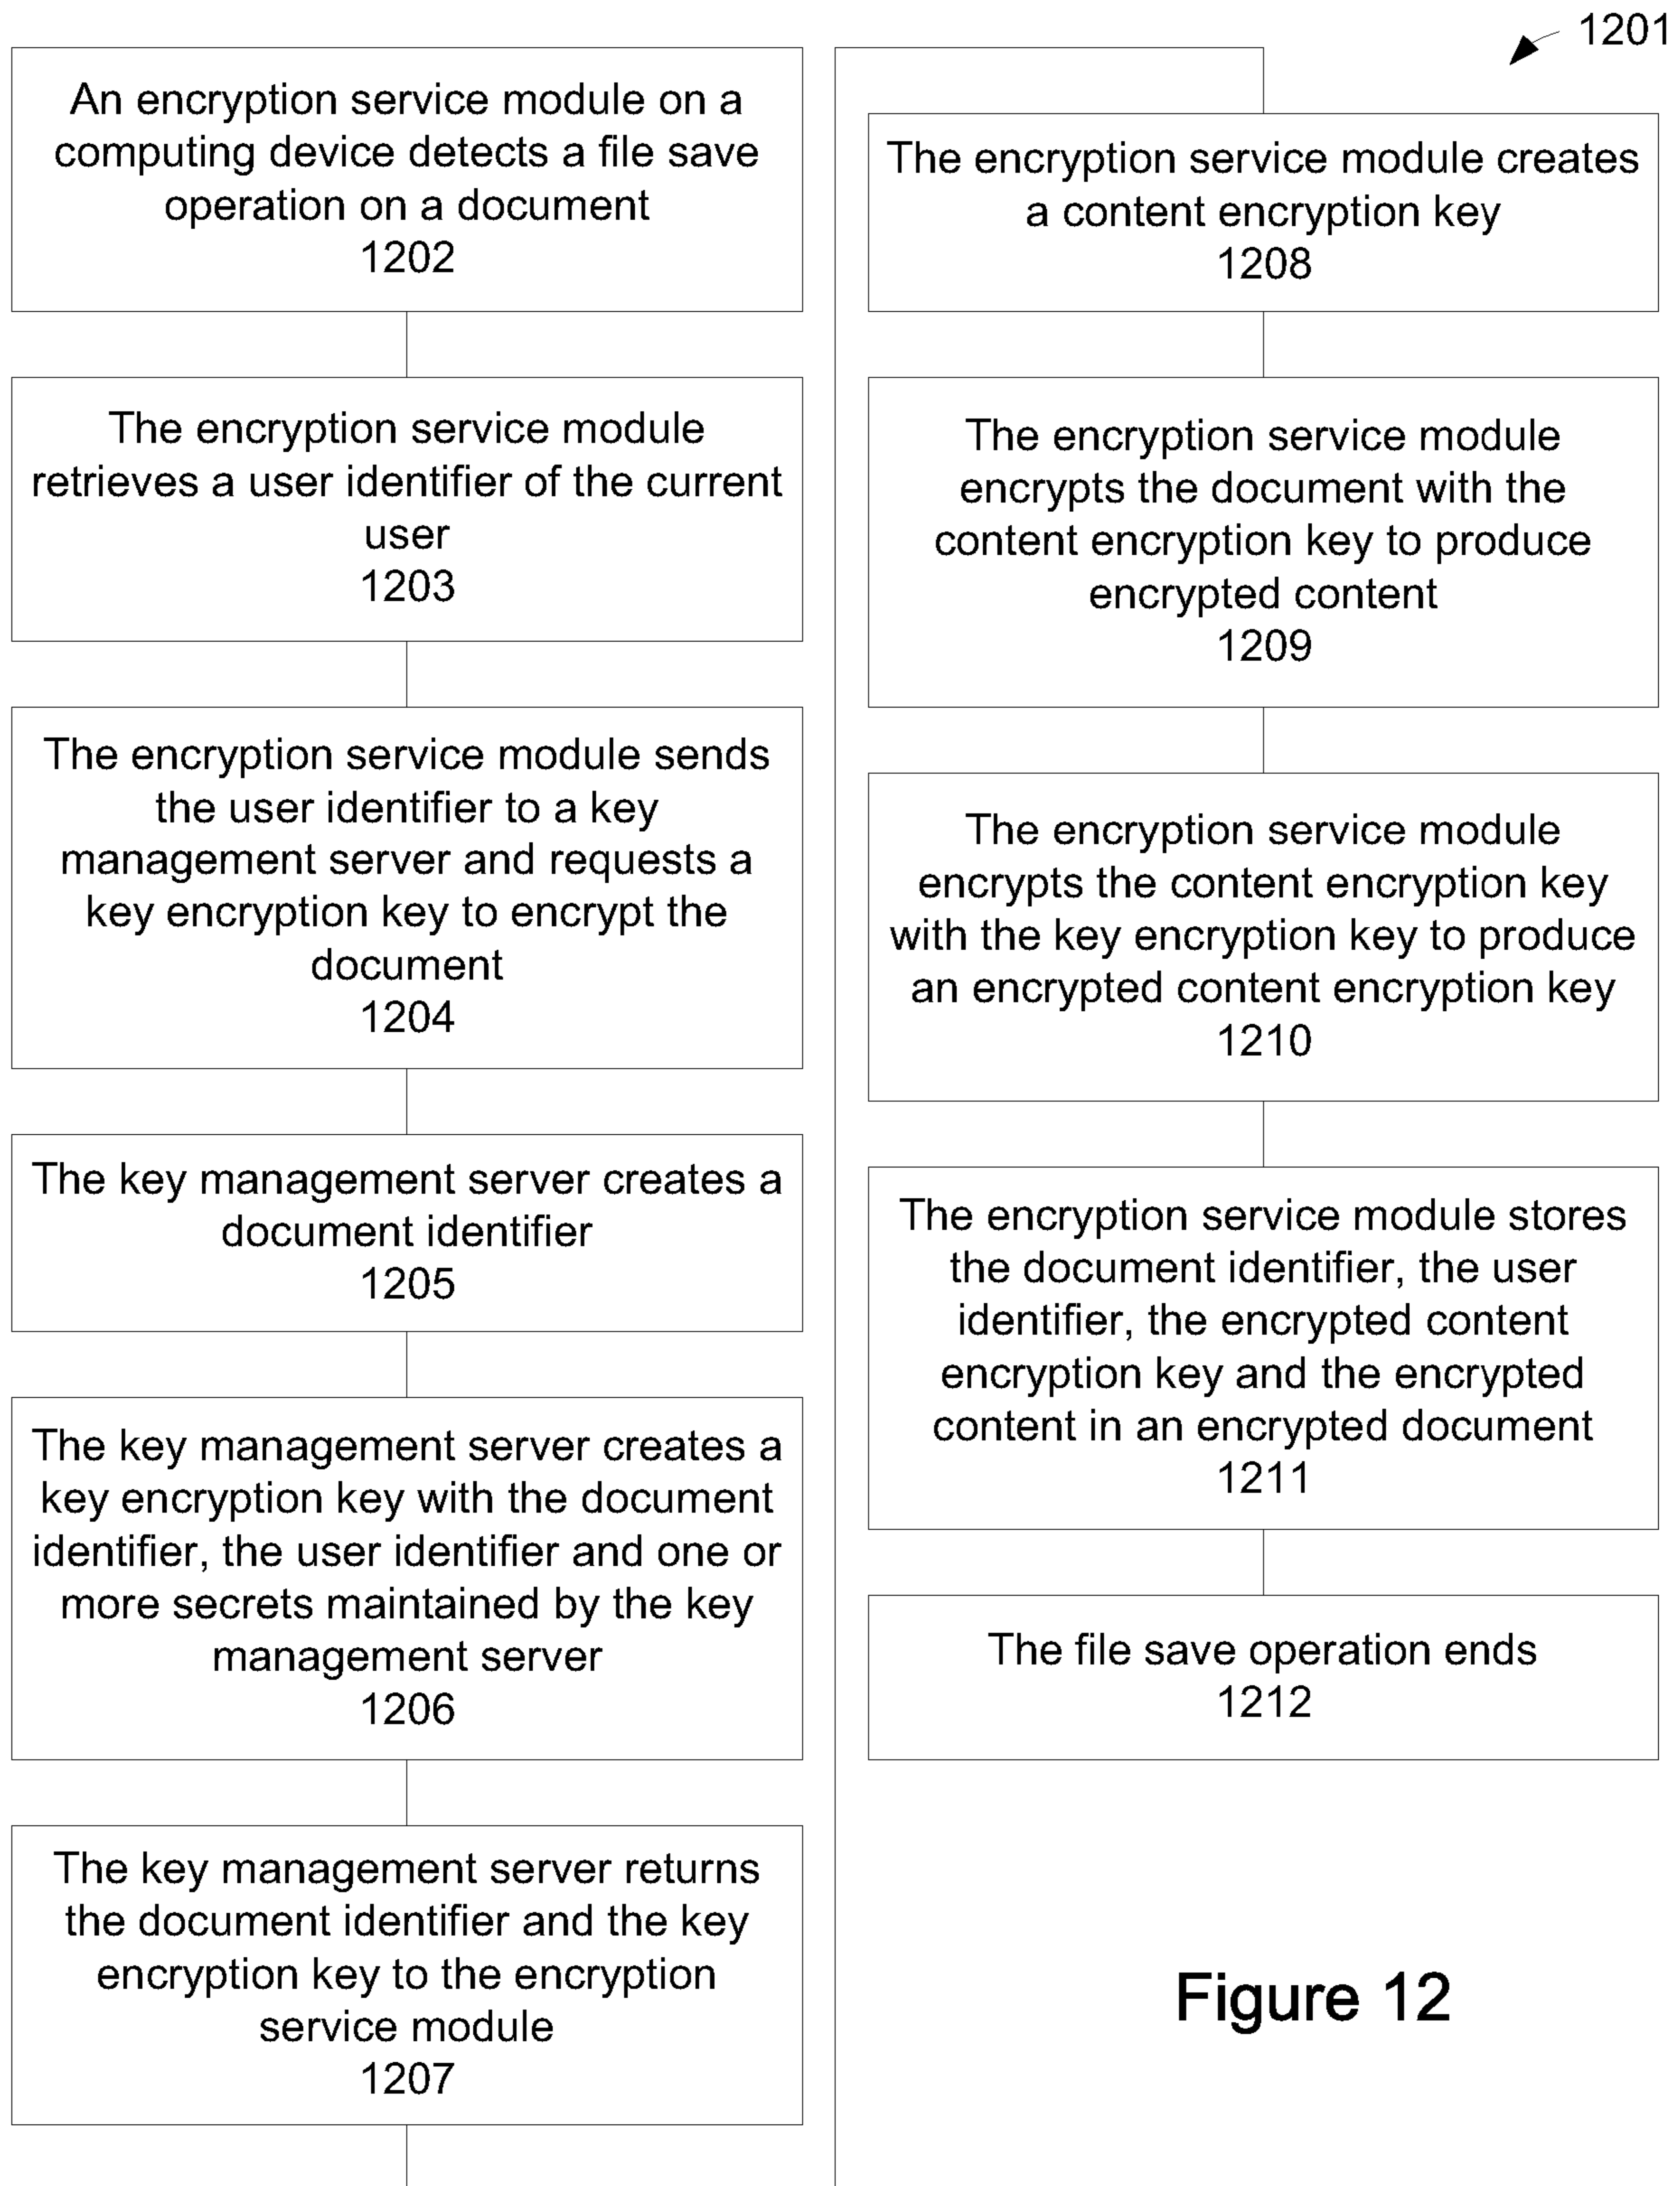 1201
An encryption service module on a
computing device detects a file save
operation on a document
1202
The encryption service module
retrieves a user identifier of the current
user
1203
The encryption service module sends
the user identifier to a key
management server and requests a
key encryption key to encrypt the
document
1204
The key management server creates a
document identifier
1205
The key management server creates a
key encryption key with the document
identifier, the user identifier and one or
more secrets maintained by the key
management server
1206
The key management server returns
the document identifier and the key
encryption key to the encryption
service module
1207
The encryption service module creates
a content encryption key
1208
The encryption service module
encrypts the document with the
content encryption key to produce
encrypted content
1209
The encryption service module
encrypts the content encryption key
with the key encryption key to produce
an encrypted content encryption key
1210
The encryption service module stores
the document identifier, the user
identifier, the encrypted content
encryption key and the encrypted
content in an encrypted document
1211
The file save operation ends
1212
Figure 12